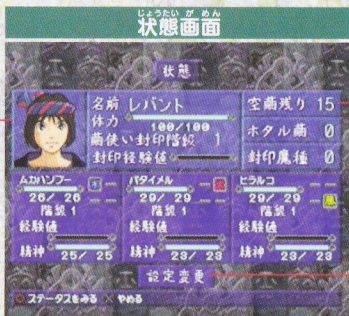 じょうたい が めん
状態画面
状態
名前 レバント
体力
100/100
繭使い封印階級 1
封印経験値
空繭残り 15
ホタル繭 0
封印魔種 0
ムカハンフー 水
26/26
階級 1
経験値
精神 25/25
パタイメル
29/29
階級 1
経験値
精神 23/23
ヒラルコ
29/29
階級 1
経験値
精神 23/23
設定変更
○ ステータスをみる × やめる